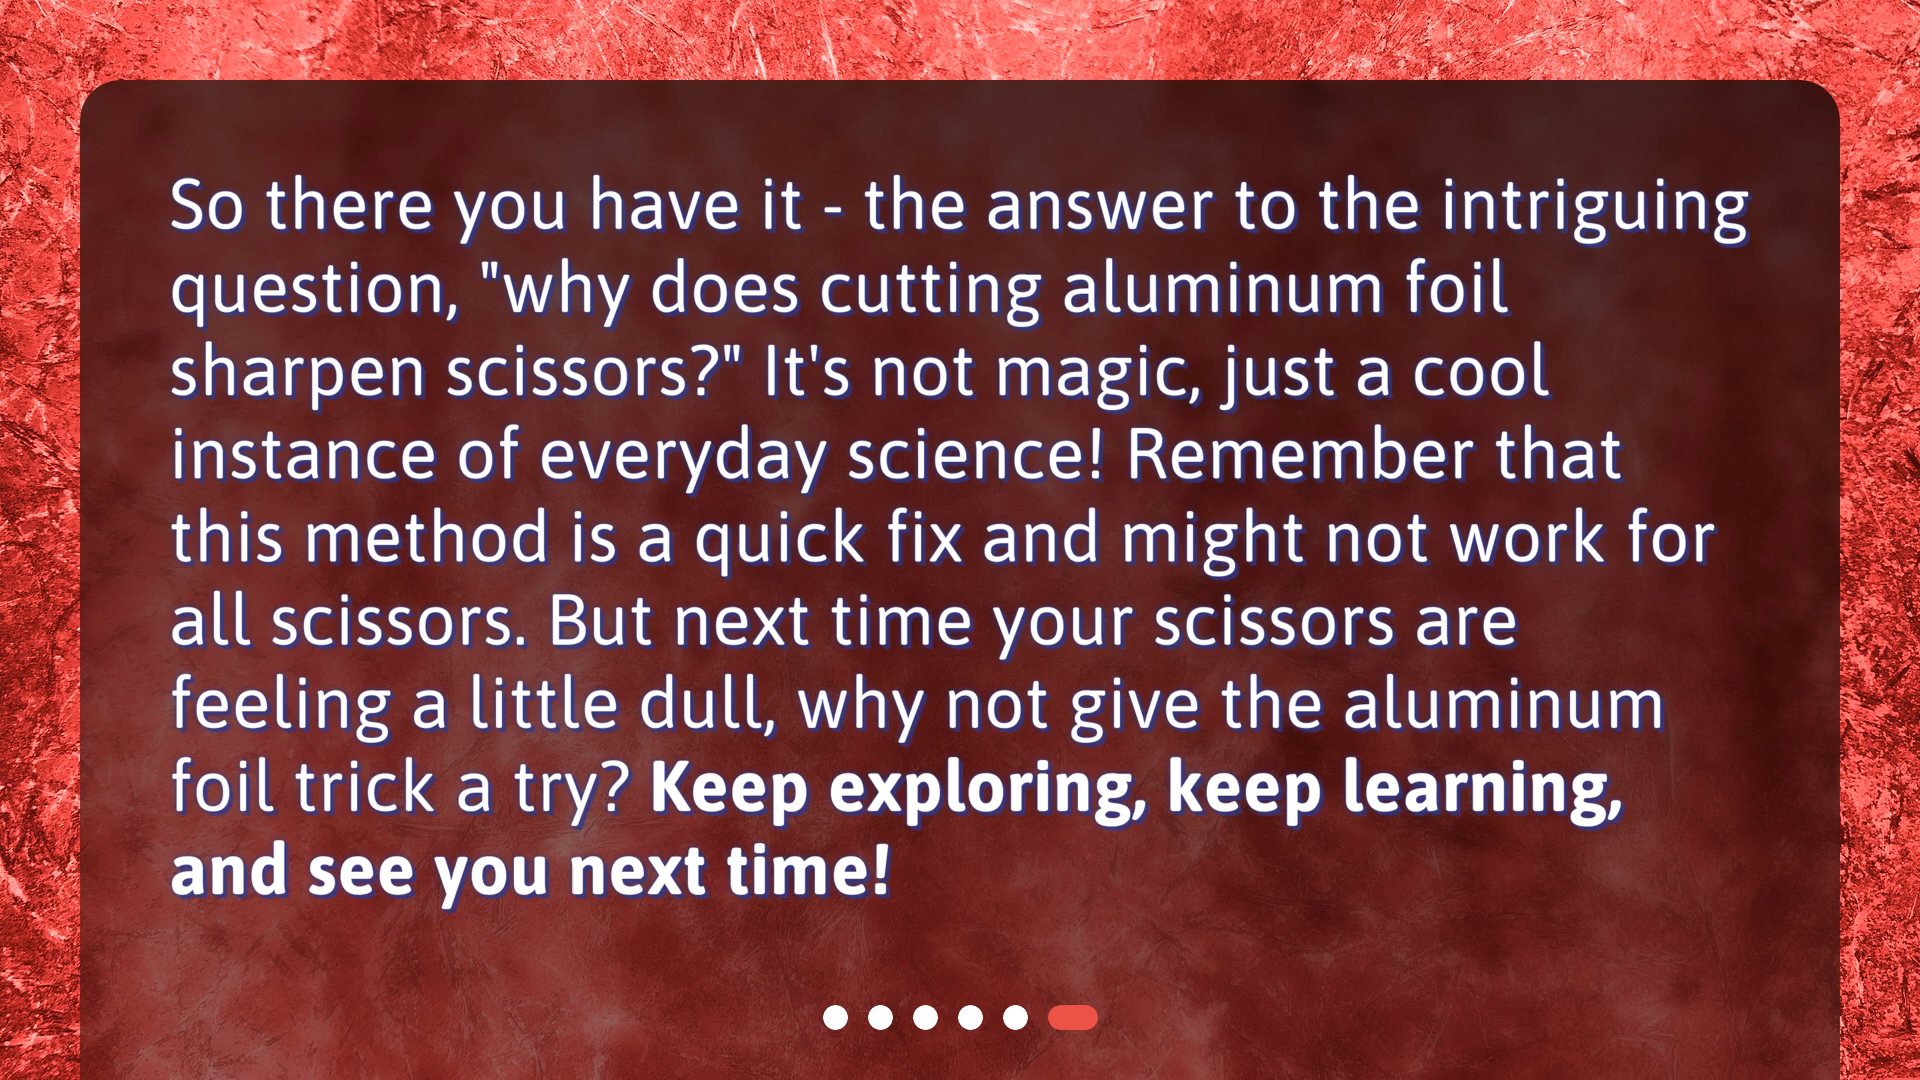 So there you have it - the answer to the intriguing
question, "why does cutting aluminum foil
sharpen scissors?" It's not magic, just a cool
instance of everyday science! Remember that
this method is a quick fix and might not work for
all scissors. But next time your scissors are
feeling a little dull, why not give the aluminum
foil trick a try? Keep exploring, keep learning,
and see you next time!